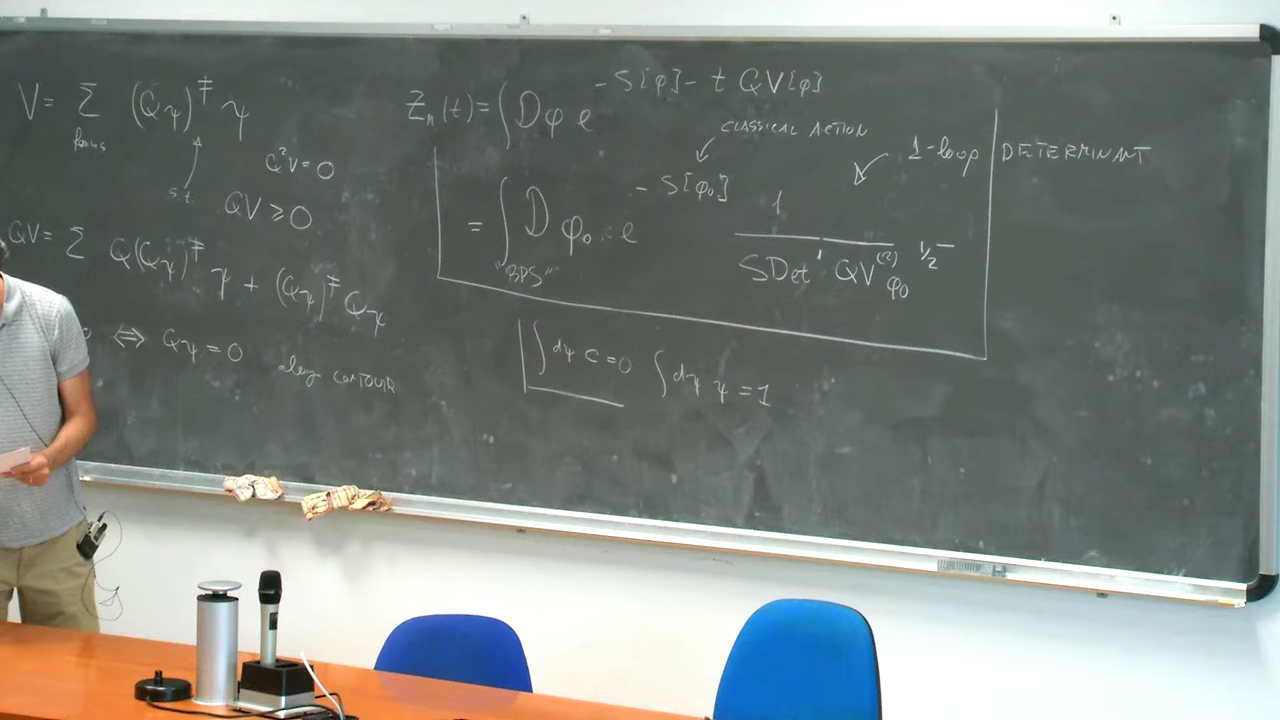 V = Σ (Qψ)^‡ ψ
fermions
s.t.
Q²V = 0
QV ⩾ 0
QV = Σ Q(Qψ)^‡ ψ + (Qψ)^‡ Qψ
0 ⇔ Qψ = 0 along CONTOUR
Z_n(t) = ∫ Dφ e^{-S[φ] - t QV[φ]}
CLASSICAL ACTION
1-loop DETERMINANT
= ∫_{"BPS"} Dφ₀ e^{-S[φ₀]} 1 / SDet' QV^{(2)}_{φ₀} ^{1/2}
∫ dψ c = 0 ∫ dψ ψ = 1